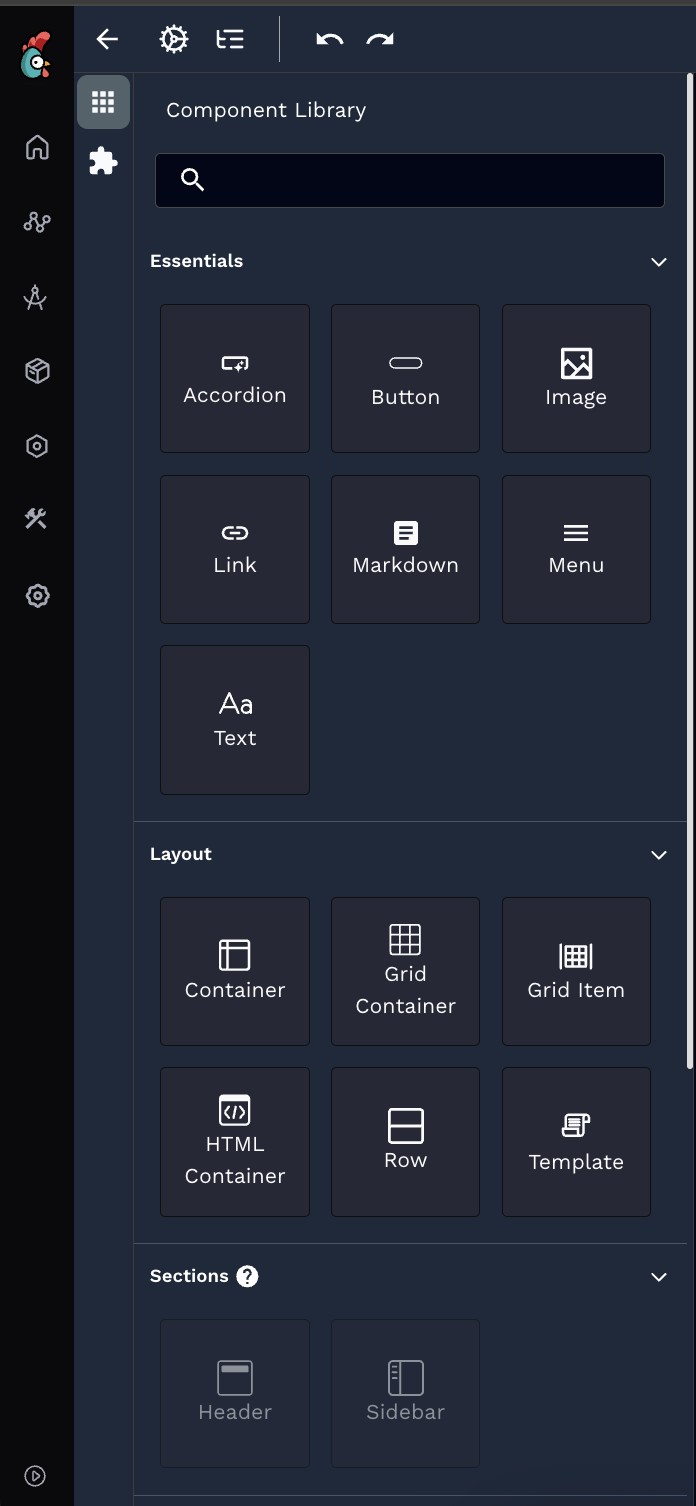 Component Library
Essentials
Accordion
Button
Image
Link
Markdown
Menu
Aa
Text
Layout
Container
Grid
Container
Grid Item
HTML
Container
Row
Template
Sections ?
Header
Sidebar